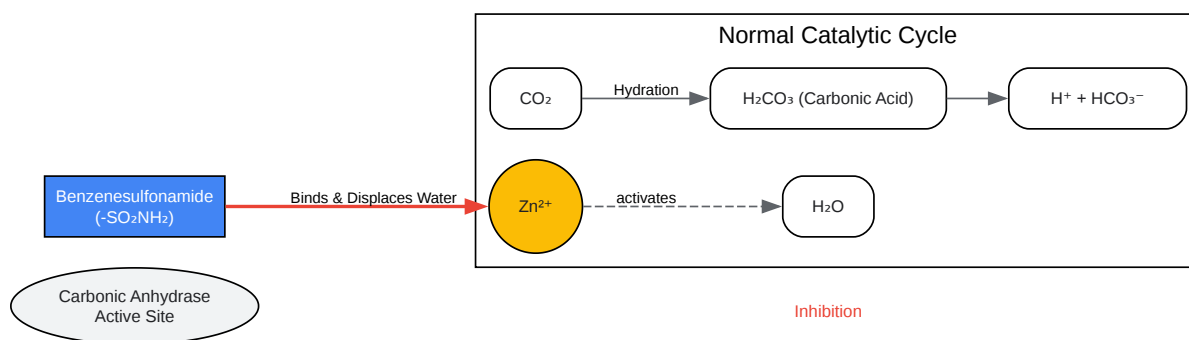 Normal Catalytic Cycle
CO₂
Hydration
H₂CO₃ (Carbonic Acid)
H⁺ + HCO₃⁻
Benzenesulfonamide
(-SO₂NH₂)
Binds & Displaces Water
Zn²⁺
activates
H₂O
Carbonic Anhydrase
Active Site
Inhibition